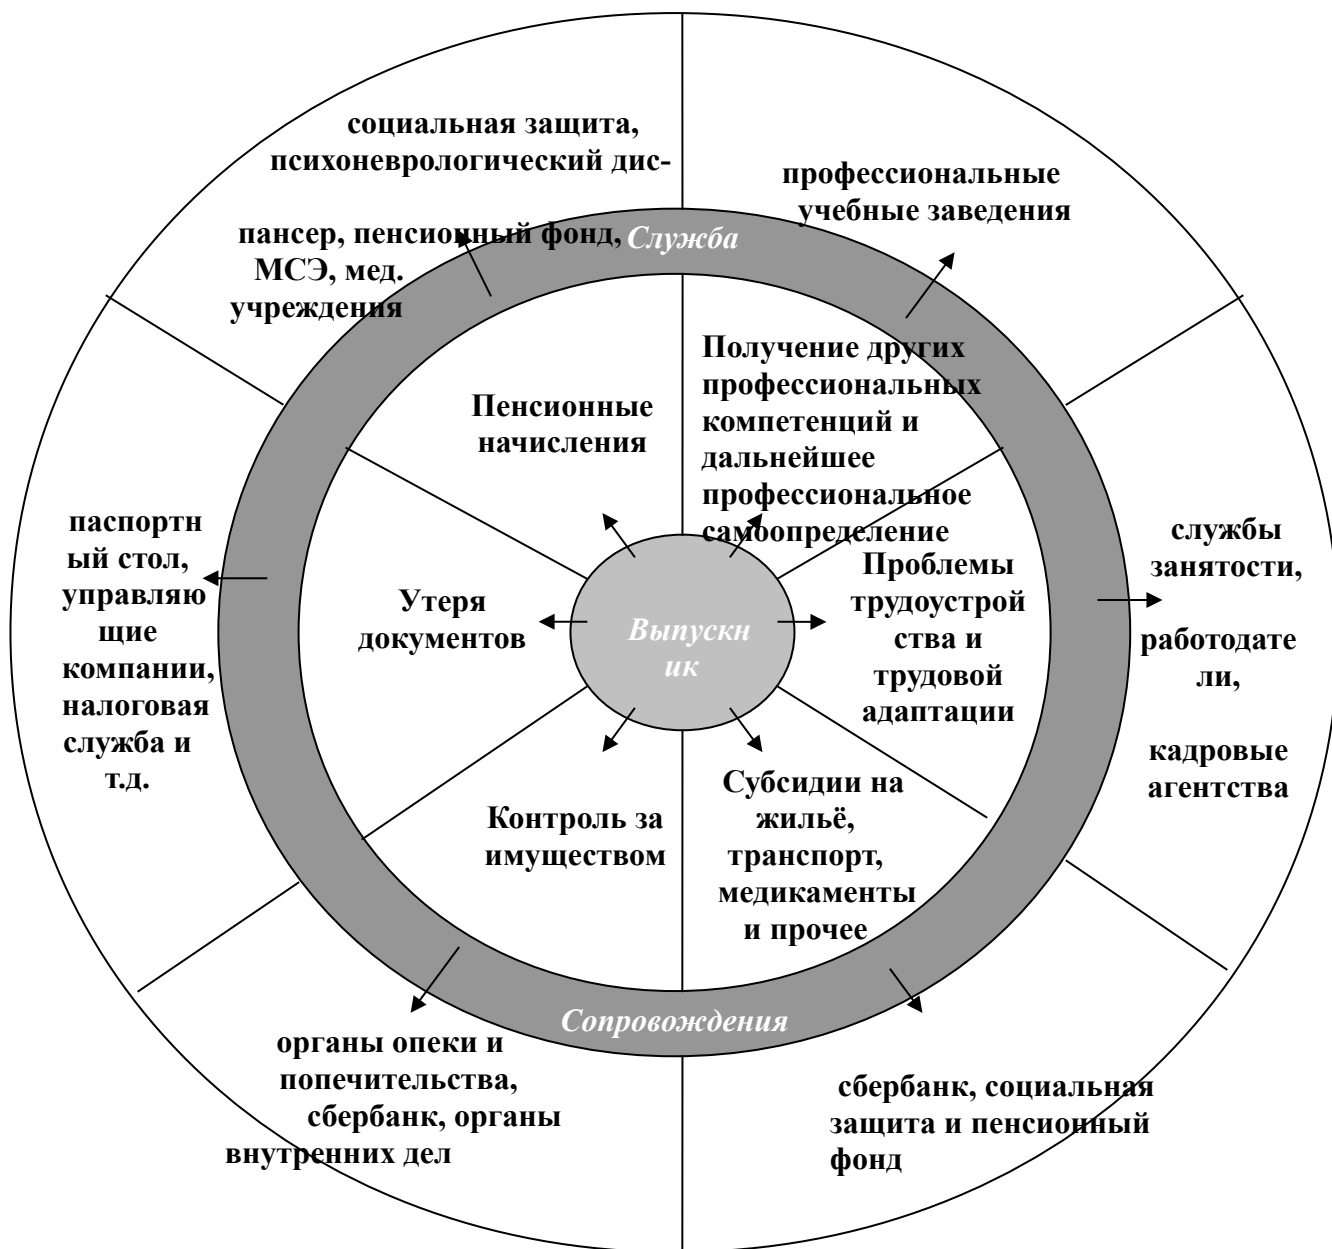 социальная защита,
психоневрологический дис-
пансер, пенсионный фонд,
МСЭ, мед.
учреждения
Служба
профессиональные
учебные заведения
Пенсионные
начисления
Получение других
профессиональных
компетенций и
дальнейшее
профессиональное
самоопределение
паспортн
ый стол,
управляю
щие
компании,
налоговая
служба и
т.д.
Утеря
документов
Выпускн
ик
Проблемы
трудоустрой
ства и
трудовой
адаптации
службы
занятости,
работодате
ли,
кадровые
агентства
Контроль за
имуществом
Субсидии на
жильё,
транспорт,
медикаменты
и прочее
Сопровождения
органы опеки и
попечительства,
сбербанк, органы
внутренних дел
сбербанк, социальная
защита и пенсионный
фонд